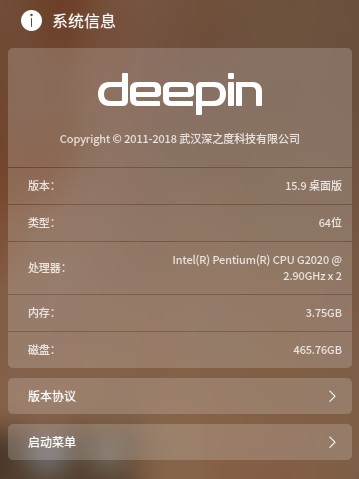 系统信息
deepin
Copyright © 2011-2018 武汉深之度科技有限公司
版本： 15.9 桌面版
类型： 64位
处理器： Intel(R) Pentium(R) CPU G2020 @
2.90GHz x 2
内存： 3.75GB
磁盘： 465.76GB
版本协议
启动菜单